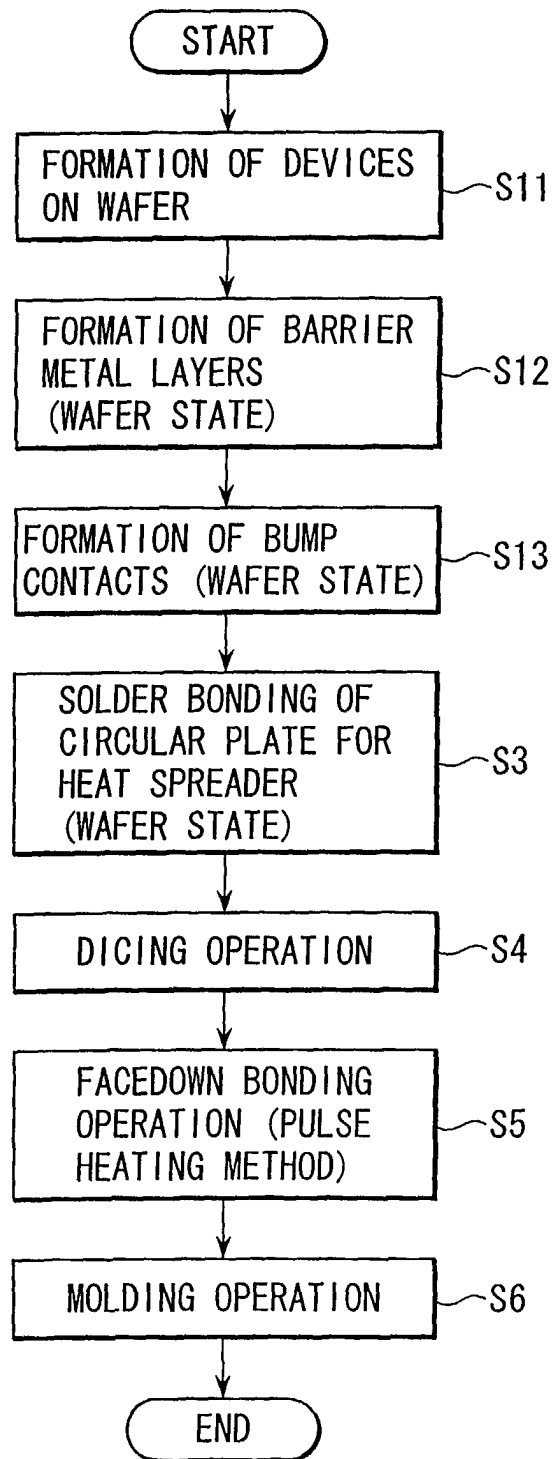 START
FORMATION OF DEVICES
ON WAFER
S11
FORMATION OF BARRIER
METAL LAYERS
(WAFER STATE)
S12
FORMATION OF BUMP
CONTACTS (WAFER STATE)
S13
SOLDER BONDING OF
CIRCULAR PLATE FOR
HEAT SPREADER
(WAFER STATE)
S3
DICING OPERATION
S4
FACEDOWN BONDING
OPERATION (PULSE
HEATING METHOD)
S5
MOLDING OPERATION
S6
END